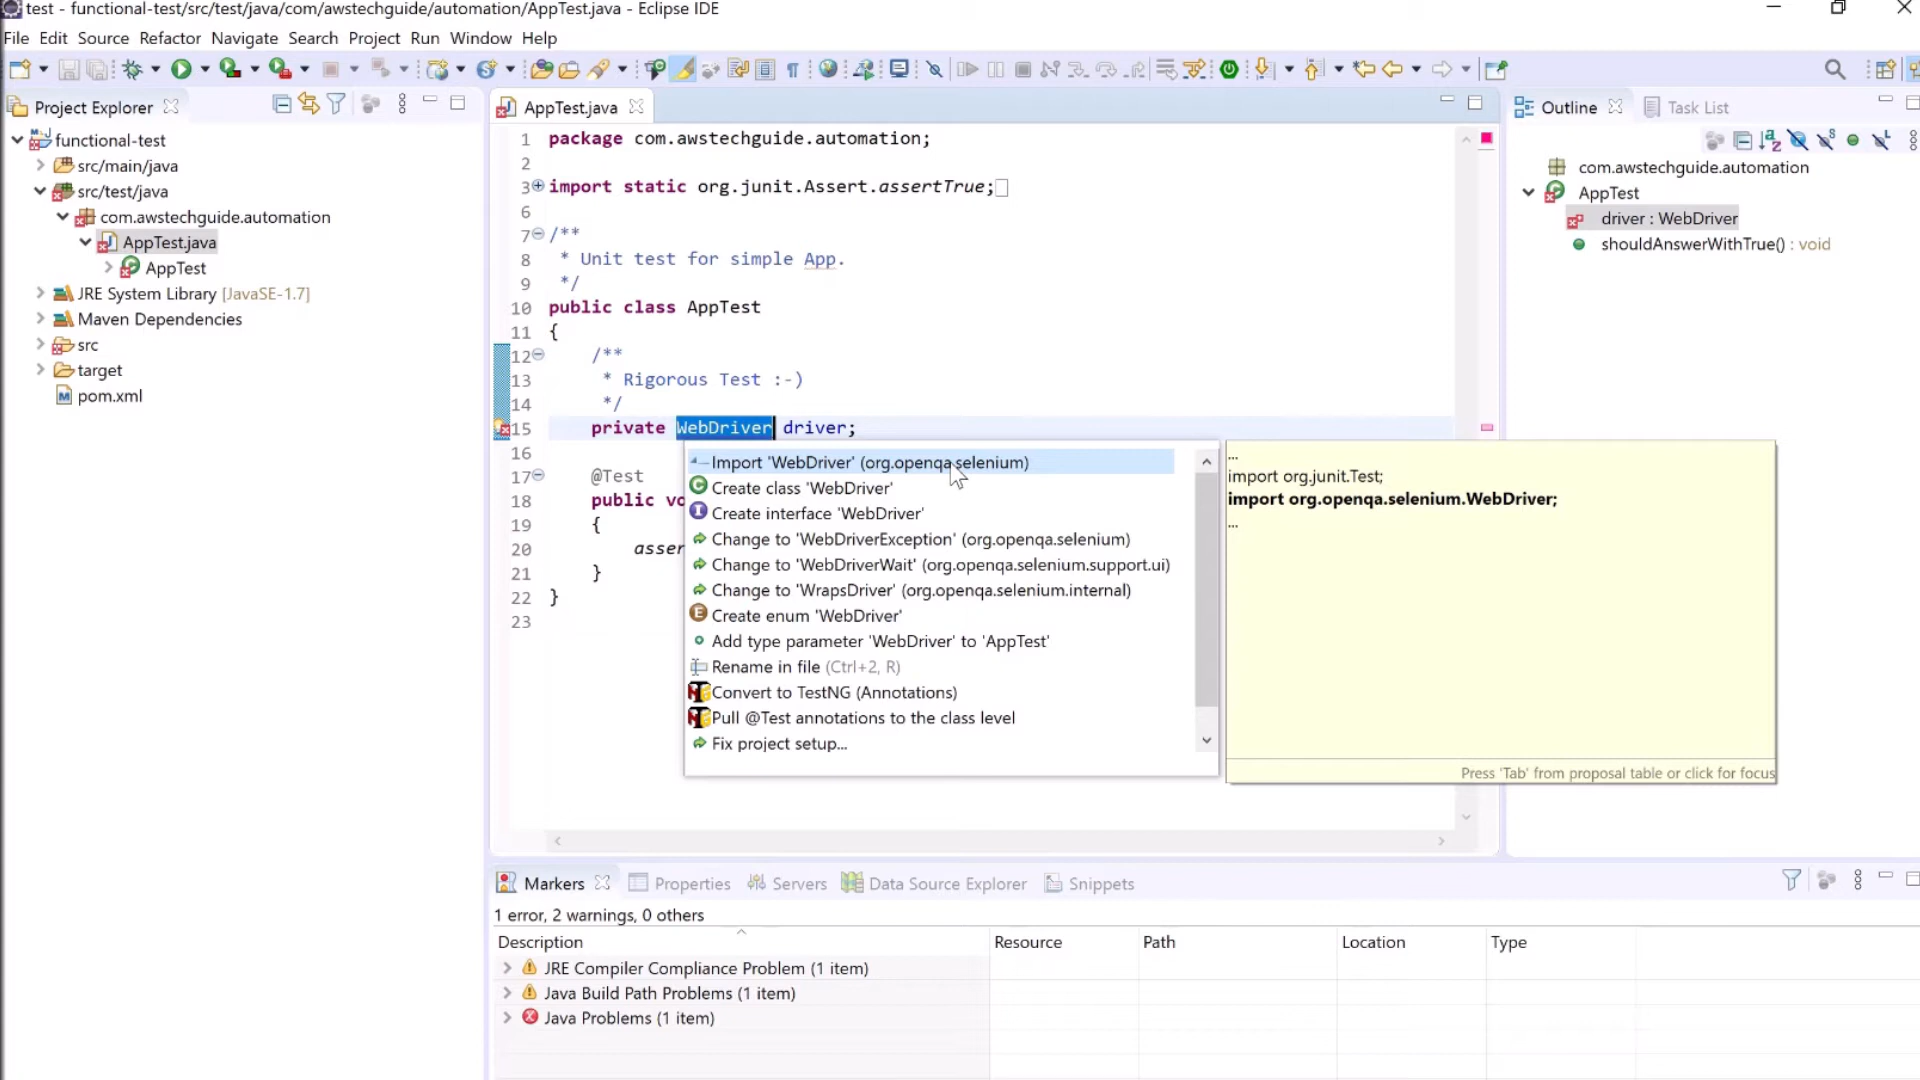 test - functional-test/src/test/java/com/awstechguide/automation/AppTest.java - Eclipse IDE
File Edit Source Refactor Navigate Search Project Run Window Help
Project Explorer
functional-test
src/main/java
src/test/java
com.awstechguide.automation
AppTest.java
AppTest
JRE System Library [JavaSE-1.7]
Maven Dependencies
src
target
pom.xml
AppTest.java
1 package com.awstechguide.automation;
2
3 import static org.junit.Assert.assertTrue;
6
7 /**
8 * Unit test for simple App.
9 */
10 public class AppTest
11 {
12 /**
13 * Rigorous Test :-)
14 */
15 private WebDriver driver;
16
17 @Test
18 public vo
19 {
20 asser
21 }
22 }
23
Import 'WebDriver' (org.openqa.selenium)
Create class 'WebDriver'
Create interface 'WebDriver'
Change to 'WebDriverException' (org.openqa.selenium)
Change to 'WebDriverWait' (org.openqa.selenium.support.ui)
Change to 'WrapsDriver' (org.openqa.selenium.internal)
Create enum 'WebDriver'
Add type parameter 'WebDriver' to 'AppTest'
Rename in file (Ctrl+2, R)
Convert to TestNG (Annotations)
Pull @Test annotations to the class level
Fix project setup...
...
import org.junit.Test;
import org.openqa.selenium.WebDriver;
...
Press 'Tab' from proposal table or click for focus
Outline Task List
com.awstechguide.automation
AppTest
driver : WebDriver
shouldAnswerWithTrue() : void
Markers Properties Servers Data Source Explorer Snippets
1 error, 2 warnings, 0 others
Description Resource Path Location Type
JRE Compiler Compliance Problem (1 item)
Java Build Path Problems (1 item)
Java Problems (1 item)